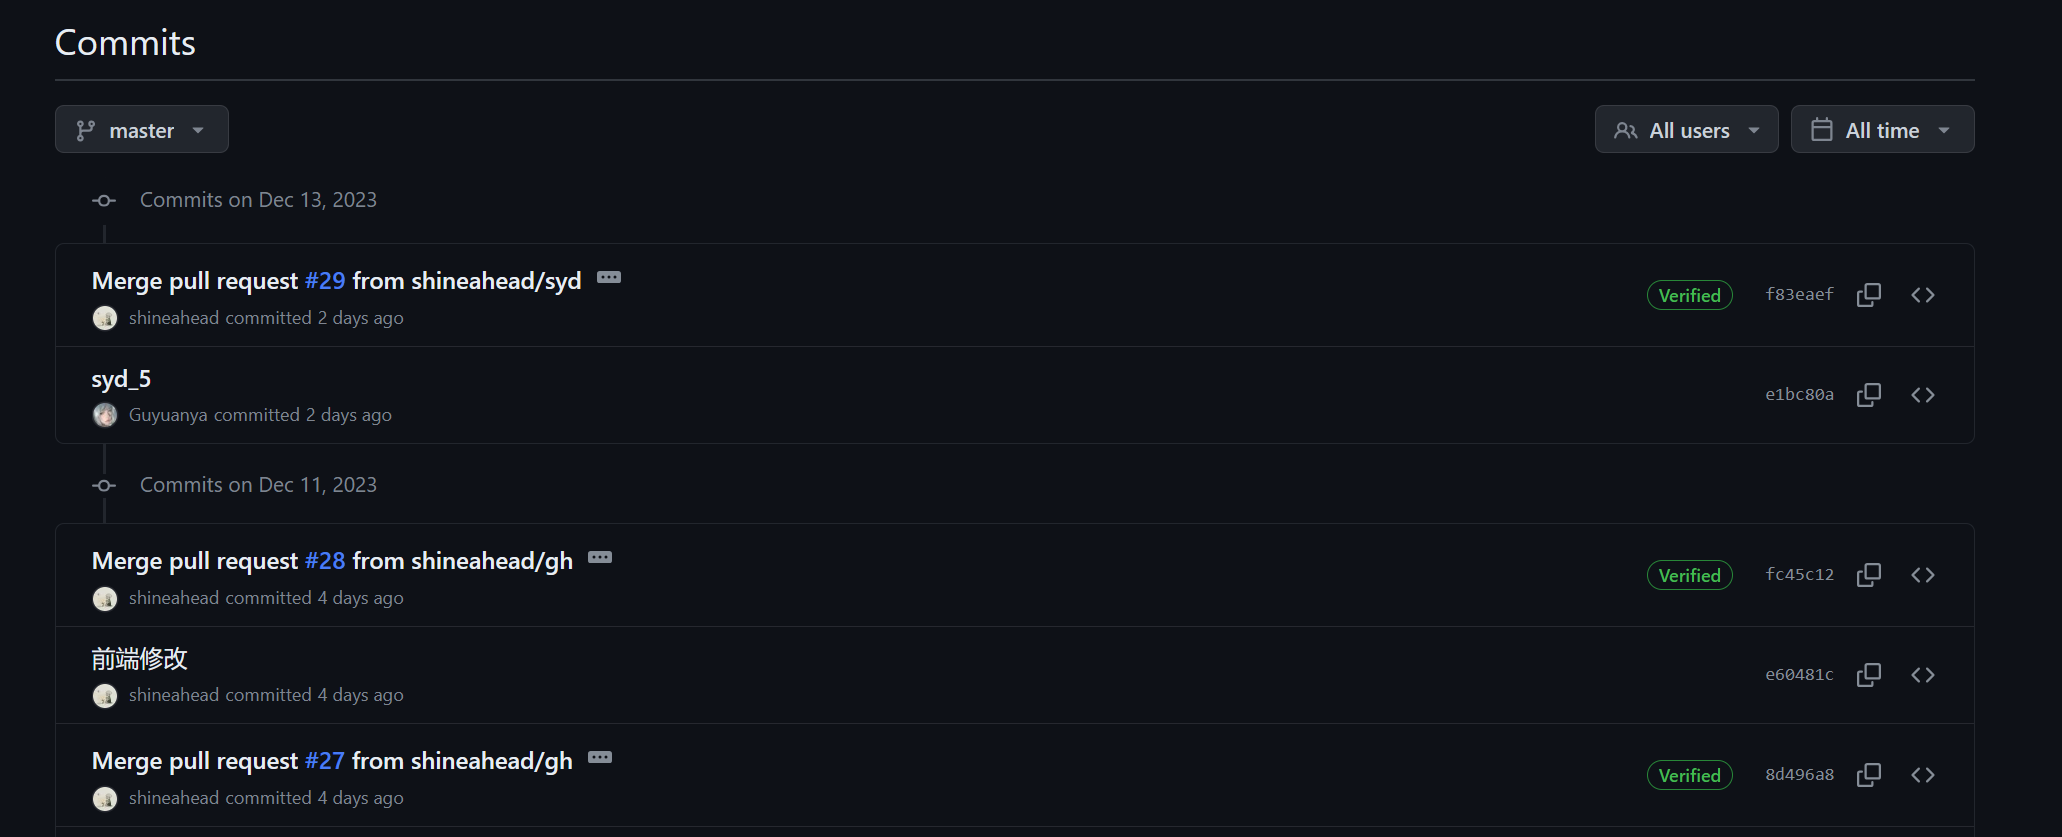 Commits
master
All users
All time
Commits on Dec 13, 2023
Merge pull request #29 from shineahead/syd
Verified
f83eaef
shineahead committed 2 days ago
syd_5
e1bc80a
Guyuanya committed 2 days ago
Commits on Dec 11, 2023
Merge pull request #28 from shineahead/gh
Verified
fc45c12
shineahead committed 4 days ago
前端修改
e60481c
shineahead committed 4 days ago
Merge pull request #27 from shineahead/gh
Verified
8d496a8
shineahead committed 4 days ago